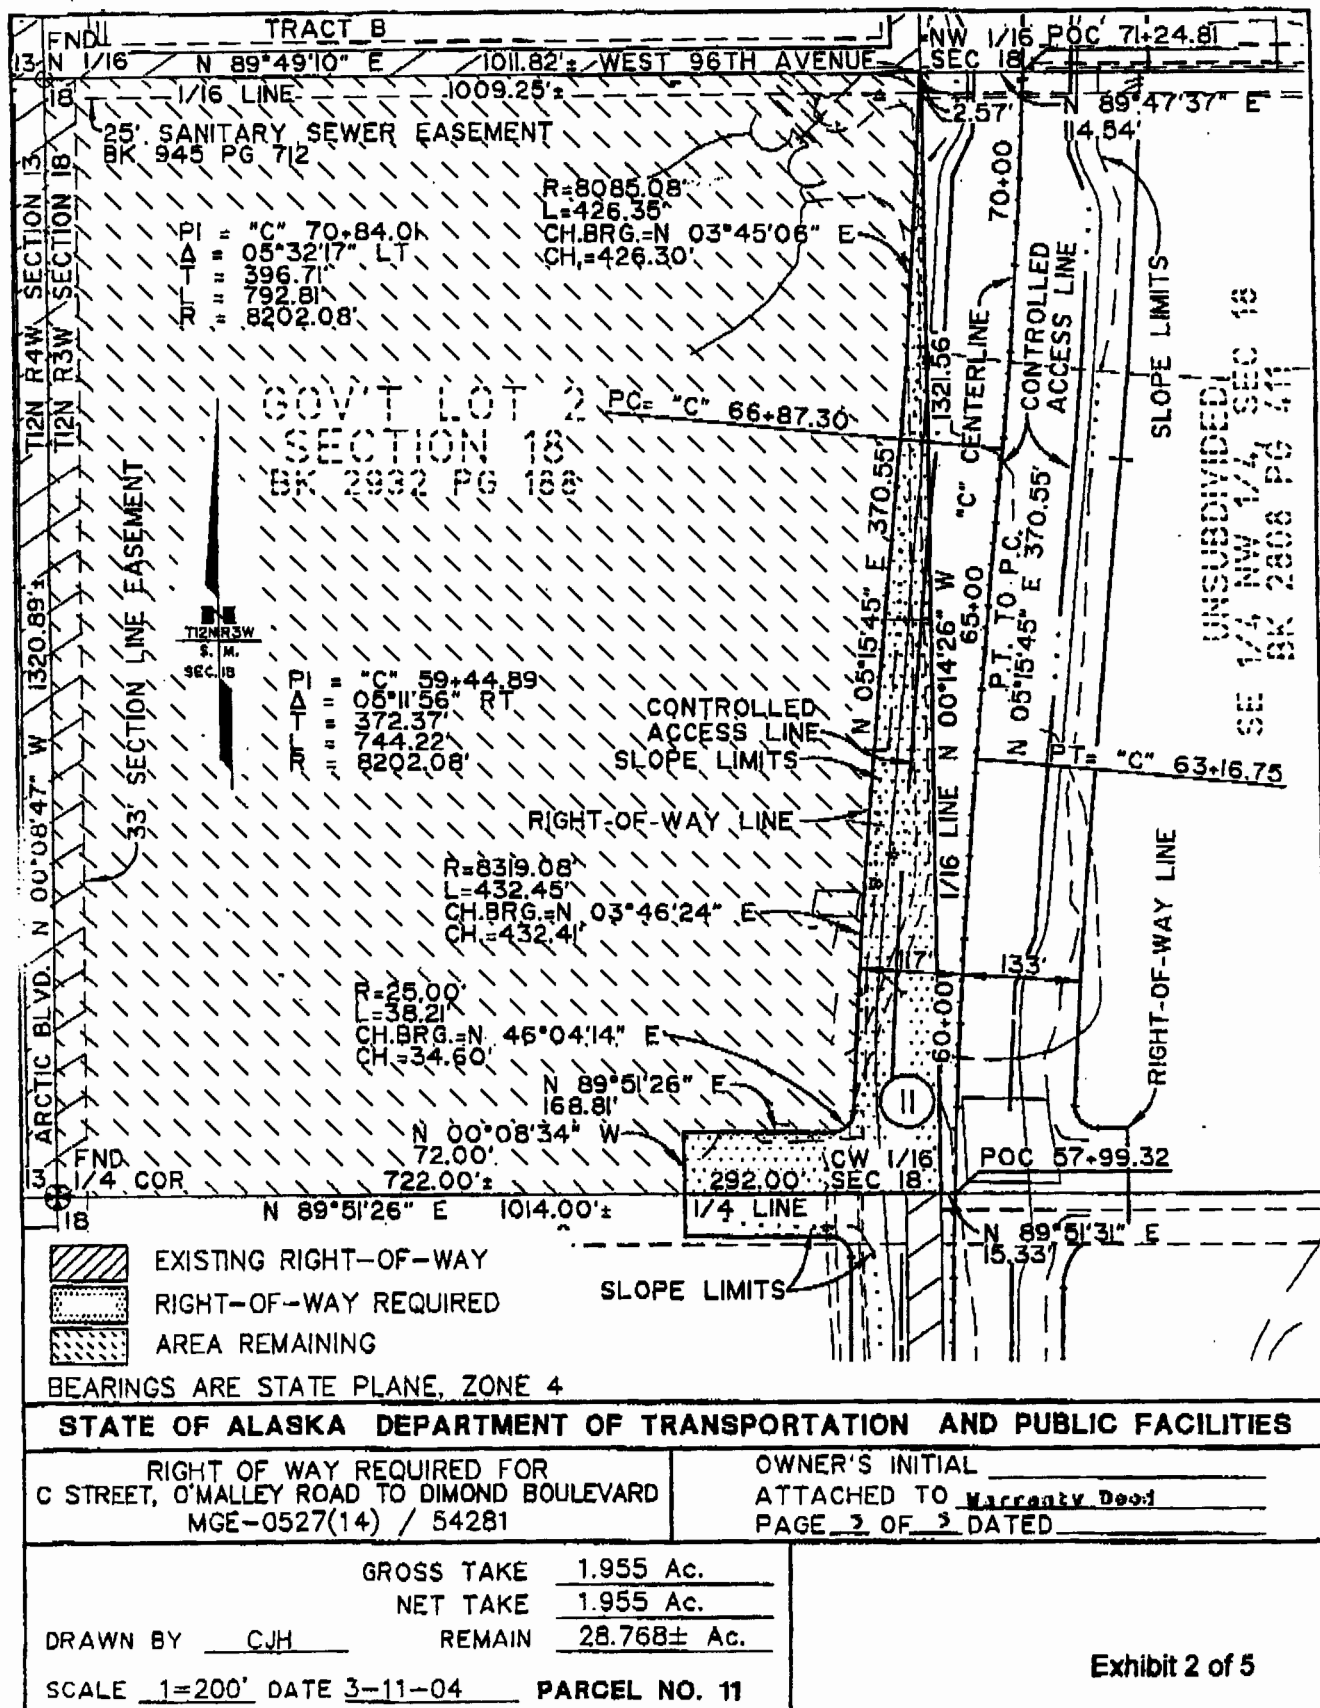 TRACT B
FND
13 N 1/16 N 89°49'10" E 1011.82'± WEST 96TH AVENUE
NW 1/16 POC 71+24.81
SEC 18
18 1/16 LINE 1009.25'±
2.57' N 89°47'37" E
114.54'
25' SANITARY SEWER EASEMENT
BK 945 PG 712
R=8085.08'
L=426.35'
CH.BRG.=N 03°45'06" E
CH.=426.30'
PI = "C" 70+84.01
Δ = 05°32'17" LT
T = 396.71'
L = 792.81'
R = 8202.08'
T12N R4W SECTION 13
T12N R3W SECTION 18
70+00
CONTROLLED
ACCESS LINE
SLOPE LIMITS
GOV'T LOT 2
SECTION 18
BK 2932 PG 188
PC= "C" 66+87.30
1321.56'
"C" CENTERLINE
UNSUBDIVIDED
SE 1/4 NW 1/4 SEC 18
BK 2808 PG 411
33' SECTION LINE EASEMENT
N 05°15'45" E 370.55'
1/16 LINE N 00°14'26" W
65+00
P.T. TO P.C.
N 05°15'45" E 370.55'
T12N R3W
S. M.
SEC. 18
PI = "C" 59+44.89
Δ = 05°11'56" RT
T = 372.37'
L = 744.22'
R = 8202.08'
CONTROLLED
ACCESS LINE
SLOPE LIMITS
PT= "C" 63+16.75
RIGHT-OF-WAY LINE
ARCTIC BLVD. N 00°08'47" W 1320.89'±
R=8319.08'
L=432.45'
CH.BRG.=N 03°46'24" E
CH.=432.41'
117' 133'
RIGHT-OF-WAY LINE
R=25.00'
L=38.21'
CH.BRG.=N 46°04'14" E
CH.=34.60'
60+00
N 89°51'26" E
168.81'
11
N 00°08'34" W
72.00'
FND
13 1/4 COR 722.00'± 292.00'
CW 1/16
SEC 18
POC 57+99.32
18 N 89°51'26" E 1014.00'± 1/4 LINE
N 89°51'31" E
15.33'
SLOPE LIMITS
EXISTING RIGHT-OF-WAY
RIGHT-OF-WAY REQUIRED
AREA REMAINING
BEARINGS ARE STATE PLANE, ZONE 4
STATE OF ALASKA DEPARTMENT OF TRANSPORTATION AND PUBLIC FACILITIES
RIGHT OF WAY REQUIRED FOR
C STREET, O'MALLEY ROAD TO DIMOND BOULEVARD
MGE-0527(14) / 54281
OWNER'S INITIAL
ATTACHED TO Warranty Deed
PAGE 3 OF 3 DATED
GROSS TAKE 1.955 Ac.
NET TAKE 1.955 Ac.
DRAWN BY CJH REMAIN 28.768± Ac.
SCALE 1=200' DATE 3-11-04 PARCEL NO. 11
Exhibit 2 of 5